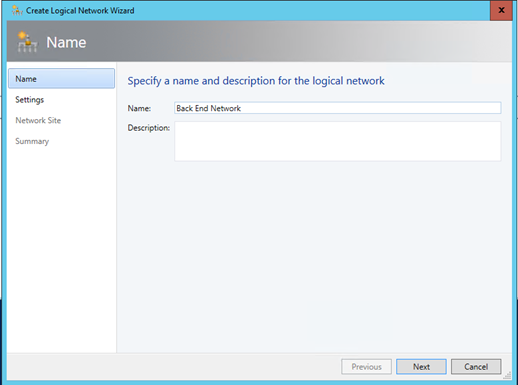 Create Logical Network Wizard
x
Name
Name
Specify a name and description for the logical network
Settings
Name: Back End Network
Network Site
Description:
Summary
Previous Next Cancel